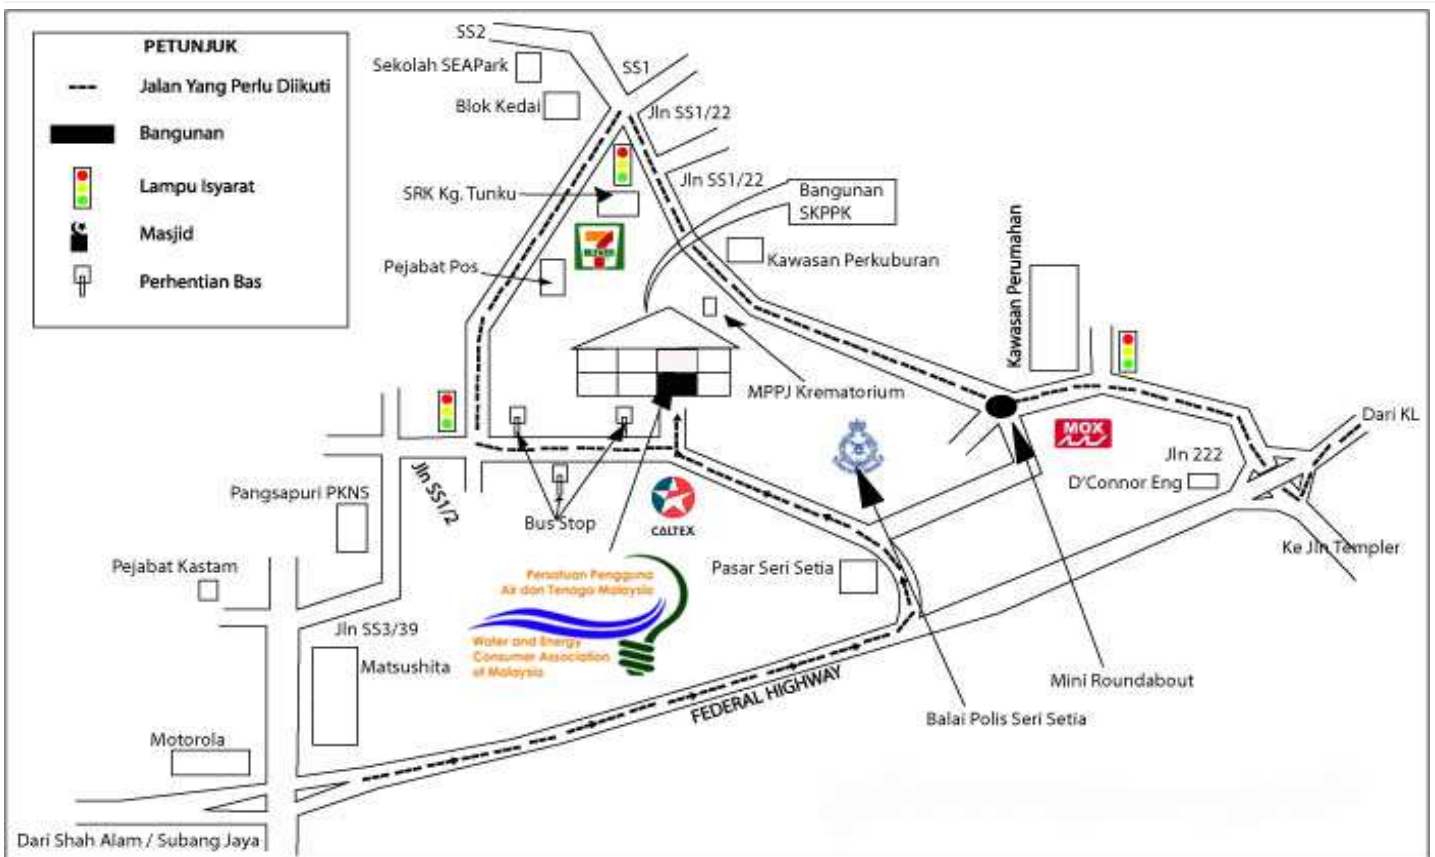 PETUNJUK
Jalan Yang Perlu Diikuti
Bangunan
Lampu Isyarat
Masjid
Perhentian Bas
SS2
Sekolah SEAPark
SS1
Blok Kedai
Jln SS1/22
Jln SS1/22
SRK Kg. Tunku
Bangunan
SKPPK
Kawasan Perkuburan
Pejabat Pos
Kawasan Perumahan
MPPJ Krematorium
MOX
Dari KL
Jln 222
D'Connor Eng
Jln SS1/2
Pangsapuri PKNS
Bus Stop
CALTEX
Ke Jln Templer
Pejabat Kastam
Pasar Seri Setia
Persatuan Pengguna
Air dan Tenaga Malaysia
Jln SS3/39
Water and Energy
Consumer Association
of Malaysia
Matsushita
Mini Roundabout
FEDERAL HIGHWAY
Balai Polis Seri Setia
Motorola
Dari Shah Alam / Subang Jaya